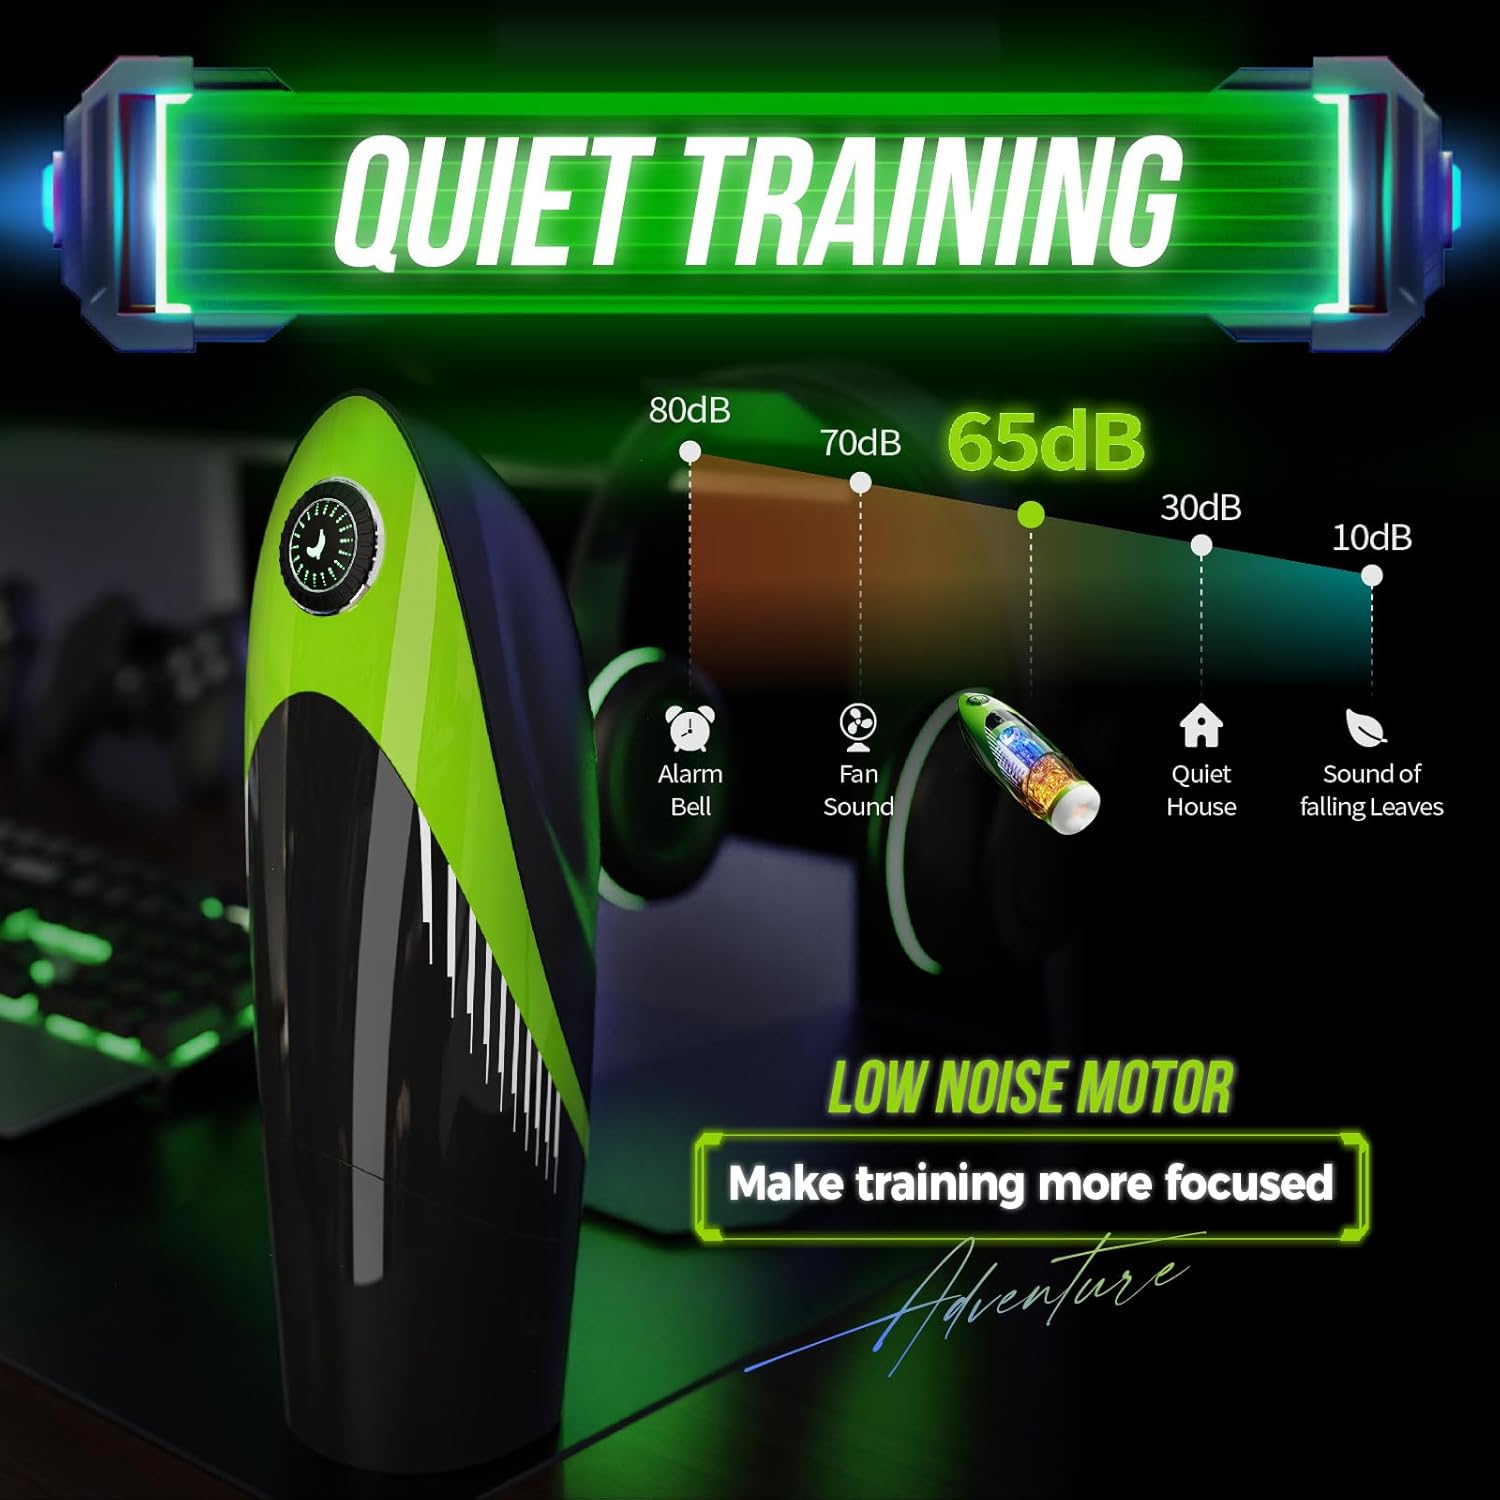 QUIET TRAINING
80dB
70dB
65dB
30dB
10dB
Alarm
Bell
Fan
Sound
Quiet
House
Sound of
falling Leaves
LOW NOISE MOTOR
Make training more focused
Adventure